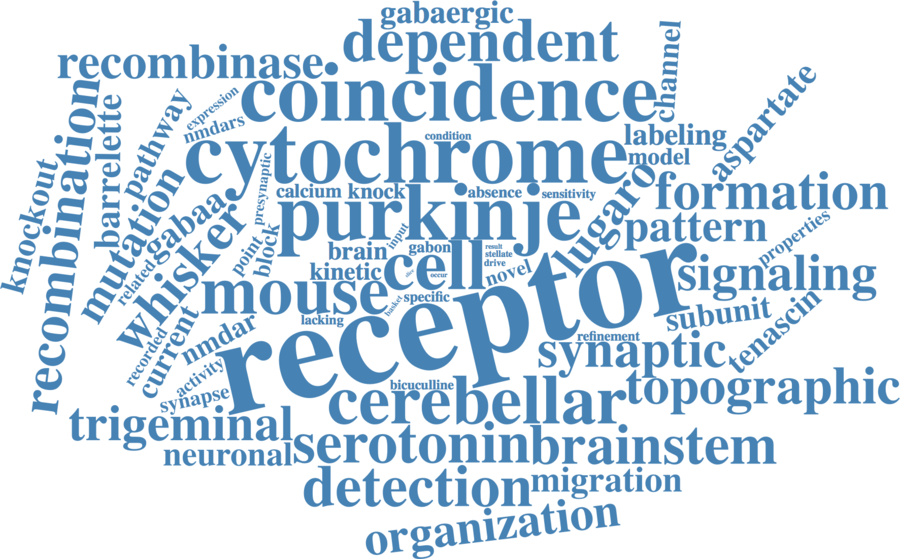 gabaergic
dependent
channel
recombinase
coincidence
aspartate
expression
nmdars
condition
labeling
model
cytochrome
pathway
barrelette
recombination
knockout
mutation
presynaptic
calcium
knock
absence
sensitivity
formation
lugaro
pattern
purkinje
gabaa
whisker
related
point
block
brain
input
gabon
result
stellate
drive
properties
kinetic
cell
occur
novel
signaling
mouse
basket
specific
receptor
subunit
tenascin
lacking
refinement
nmdar
current
recorded
activity
synapse
synaptic
topographic
bicuculline
cerebellar
trigeminal
serotonin
brainstem
neuronal
detection
migration
organization